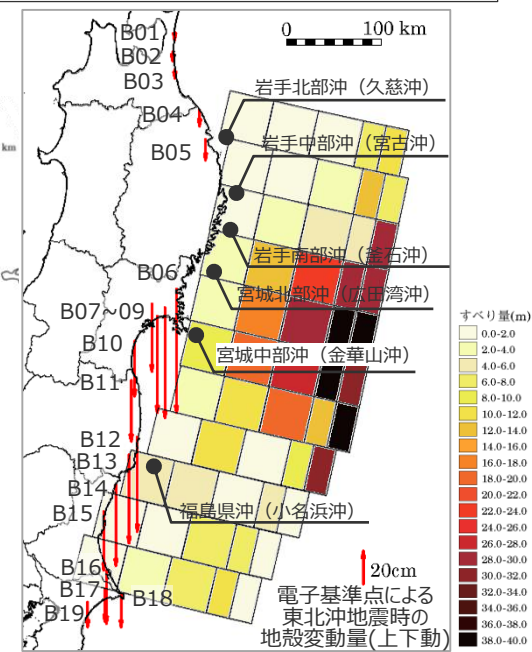 B01
0 100 km
B02
B03
岩手北部沖（久慈沖）
B04
岩手中部沖（宮古沖）
km
B05
岩手南部沖（釜石沖）
B06
宮城北部沖（広田湾沖）
B07~09
すべり量(m)
0.0-2.0
B10
2.0-4.0
宮城中部沖（金華山沖）
4.0-6.0
B11
6.0-8.0
8.0-10.0
10.0-12.0
12.0-14.0
B12
14.0-16.0
B13
16.0-18.0
18.0-20.0
B14
20.0-22.0
福島県沖（小名浜沖）
B15
22.0-24.0
24.0-26.0
26.0-28.0
B16
28.0-30.0
20cm
30.0-32.0
B17
32.0-34.0
B18
電子基準点による
34.0-36.0
B19
東北沖地震時の
36.0-38.0
地殻変動量(上下動)
38.0-40.0